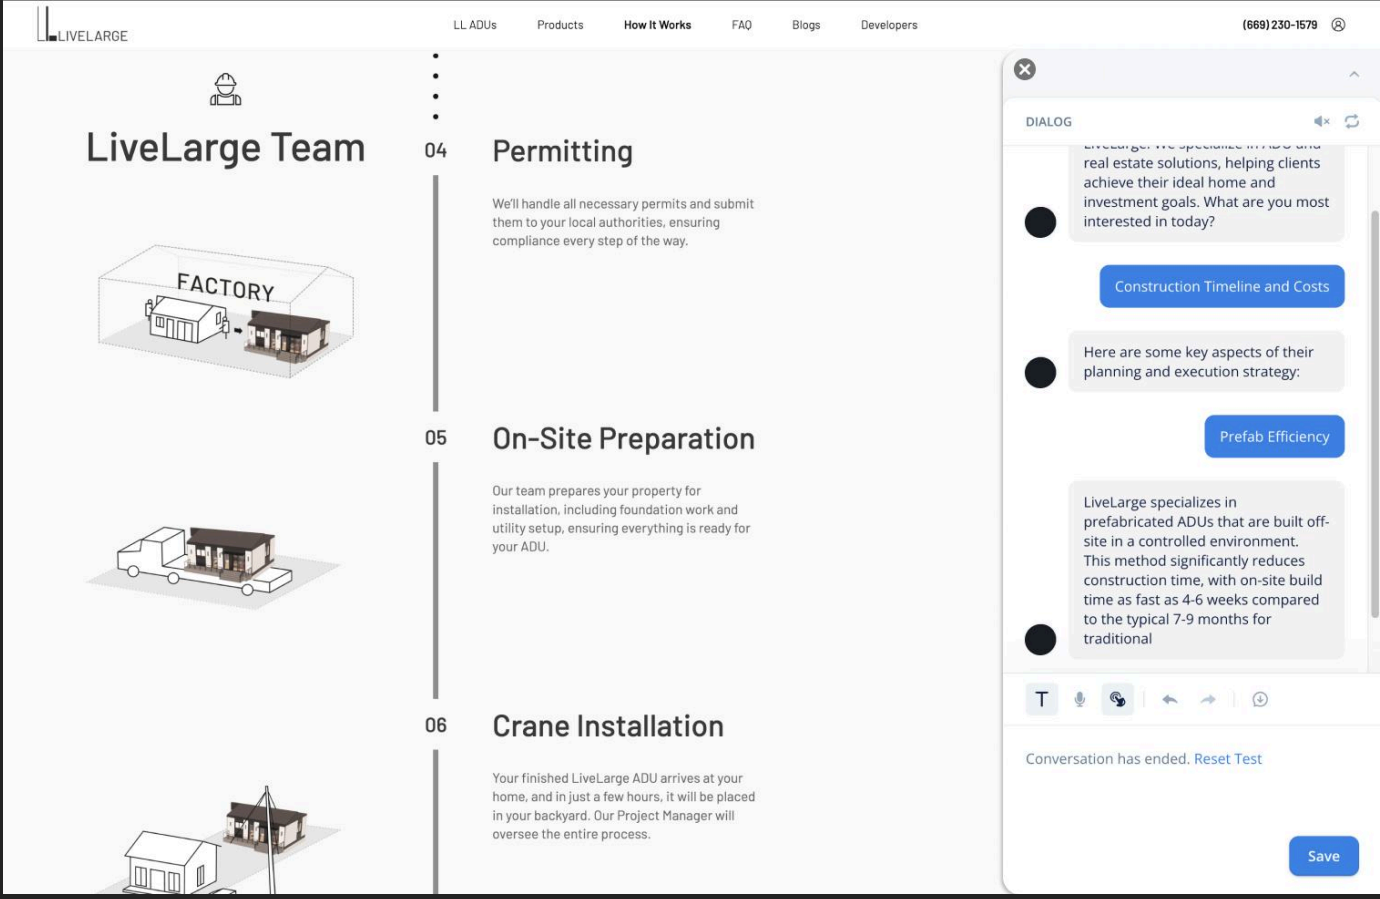 LIVELARGE
LL ADUs
Products
How It Works
FAQ
Blogs
Developers
(669) 230-1579
LiveLarge Team
FACTORY
04
Permitting
We'll handle all necessary permits and submit
them to your local authorities, ensuring
compliance every step of the way.
05
On-Site Preparation
Our team prepares your property for
installation, including foundation work and
utility setup, ensuring everything is ready for
your ADU.
06
Crane Installation
Your finished LiveLarge ADU arrives at your
home, and in just a few hours, it will be placed
in your backyard. Our Project Manager will
oversee the entire process.
DIALOG
LiveLarge. We specialize in ADU and
real estate solutions, helping clients
achieve their ideal home and
investment goals. What are you most
interested in today?
Construction Timeline and Costs
Here are some key aspects of their
planning and execution strategy:
Prefab Efficiency
LiveLarge specializes in
prefabricated ADUs that are built off-
site in a controlled environment.
This method significantly reduces
construction time, with on-site build
time as fast as 4-6 weeks compared
to the typical 7-9 months for
traditional
T
Conversation has ended. Reset Test
Save